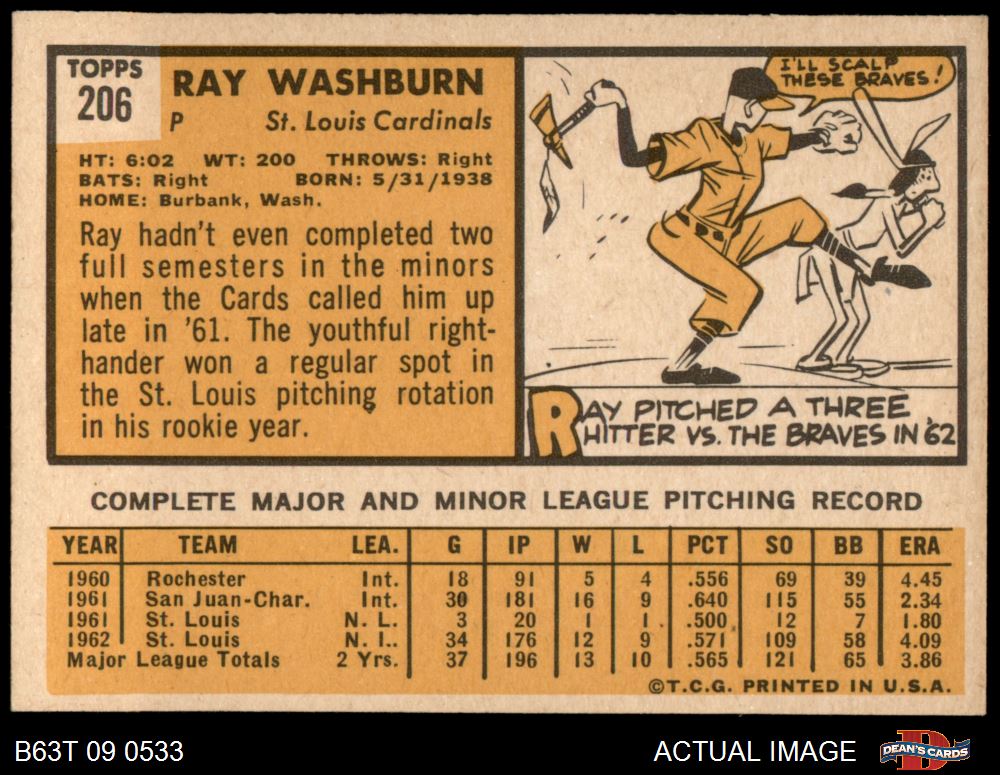 TOPPS
206
RAY WASHBURN
P St. Louis Cardinals
HT: 6:02 WT: 200 THROWS: Right
BATS: Right BORN: 5/31/1938
HOME: Burbank, Wash.
Ray hadn't even completed two
full semesters in the minors
when the Cards called him up
late in '61. The youthful right-
hander won a regular spot in
the St. Louis pitching rotation
in his rookie year.
I'LL SCALP
THESE BRAVES!
RAY PITCHED A THREE
HITTER VS. THE BRAVES IN '62
COMPLETE MAJOR AND MINOR LEAGUE PITCHING RECORD
YEAR TEAM LEA. G IP W L PCT SO BB ERA
1960 Rochester Int. 18 91 5 4 .556 69 39 4.45
1961 San Juan-Char. Int. 30 181 16 9 .640 115 55 2.34
1961 St. Louis N. L. 3 20 1 1 .500 12 7 1.80
1962 St. Louis N. L. 34 176 12 9 .571 109 58 4.09
Major League Totals 2 Yrs. 37 196 13 10 .565 121 65 3.86
©T.C.G. PRINTED IN U.S.A.
B63T 09 0533 ACTUAL IMAGE DEAN'S CARDS